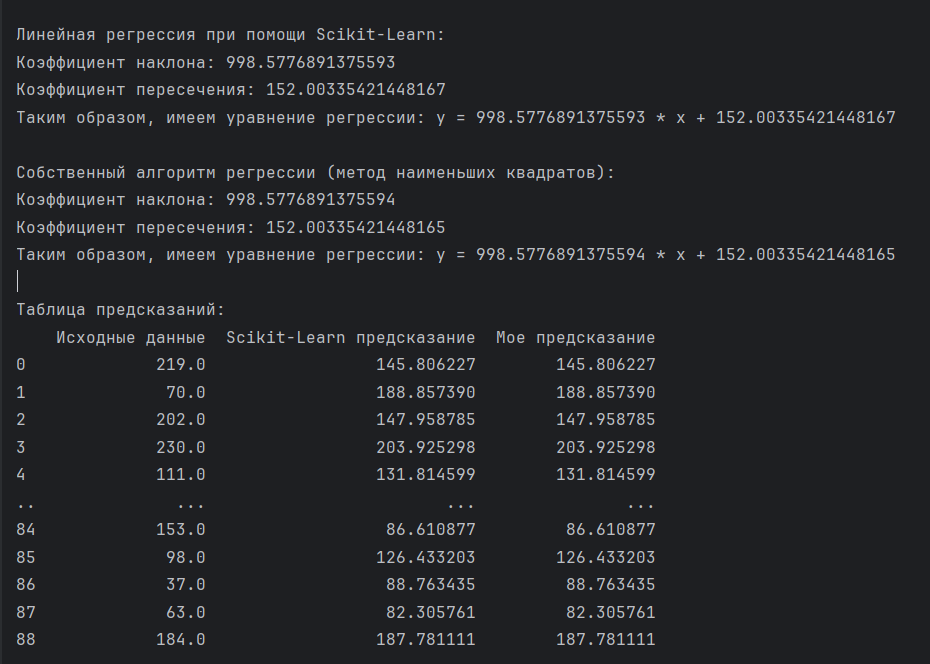 Линейная регрессия при помощи Scikit-Learn:
Коэффициент наклона: 998.5776891375593
Коэффициент пересечения: 152.00335421448167
Таким образом, имеем уравнение регрессии: y = 998.5776891375593 * x + 152.00335421448167
Собственный алгоритм регрессии (метод наименьших квадратов):
Коэффициент наклона: 998.5776891375594
Коэффициент пересечения: 152.00335421448165
Таким образом, имеем уравнение регрессии: y = 998.5776891375594 * x + 152.00335421448165
Таблица предсказаний:
Исходные данные Scikit-Learn предсказание Мое предсказание
0 219.0 145.806227 145.806227
1 70.0 188.857390 188.857390
2 202.0 147.958785 147.958785
3 230.0 203.925298 203.925298
4 111.0 131.814599 131.814599
.. ... ... ...
84 153.0 86.610877 86.610877
85 98.0 126.433203 126.433203
86 37.0 88.763435 88.763435
87 63.0 82.305761 82.305761
88 184.0 187.781111 187.781111